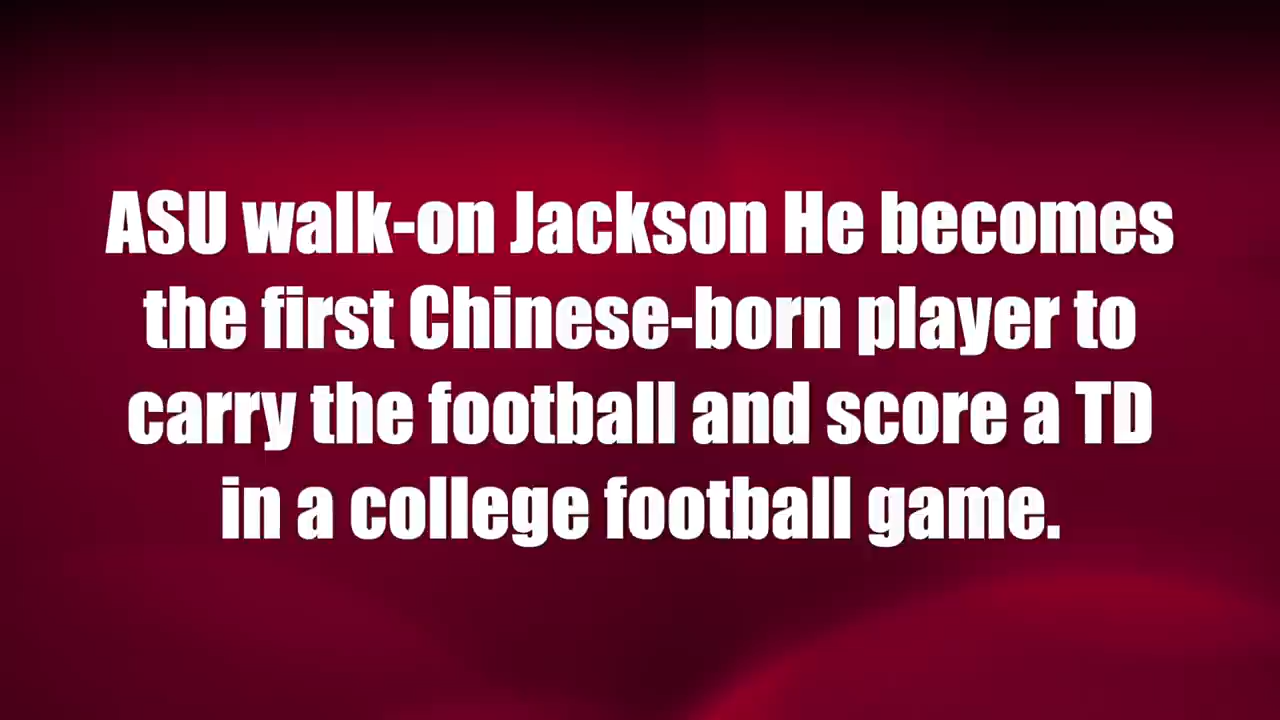 ASU walk-on Jackson He becomes
the first Chinese-born player to
carry the football and score a TD
in a college football game.